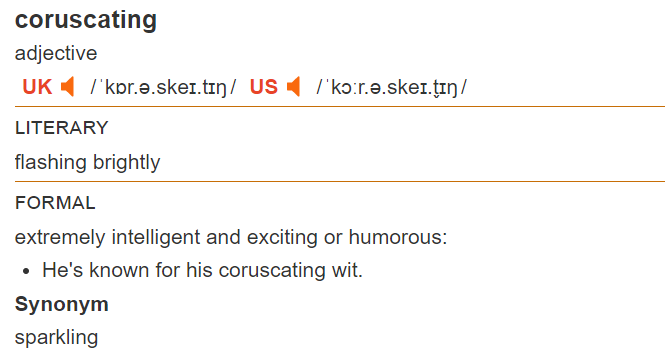 coruscating
adjective
UK /ˈkɒr.ə.skeɪ.tɪŋ/ US /ˈkɔːr.ə.skeɪ.t̬ɪŋ/
LITERARY
flashing brightly
FORMAL
extremely intelligent and exciting or humorous:
• He's known for his coruscating wit.
Synonym
sparkling